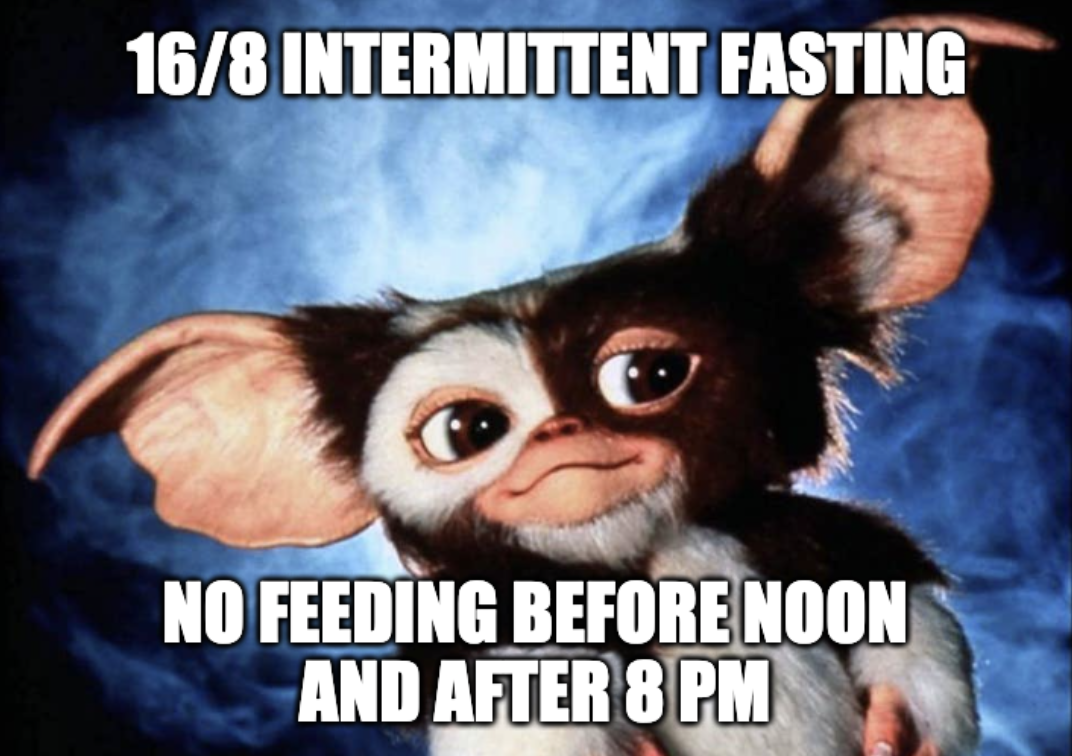 16/8 INTERMITTENT FASTING
NO FEEDING BEFORE NOON
AND AFTER 8 PM